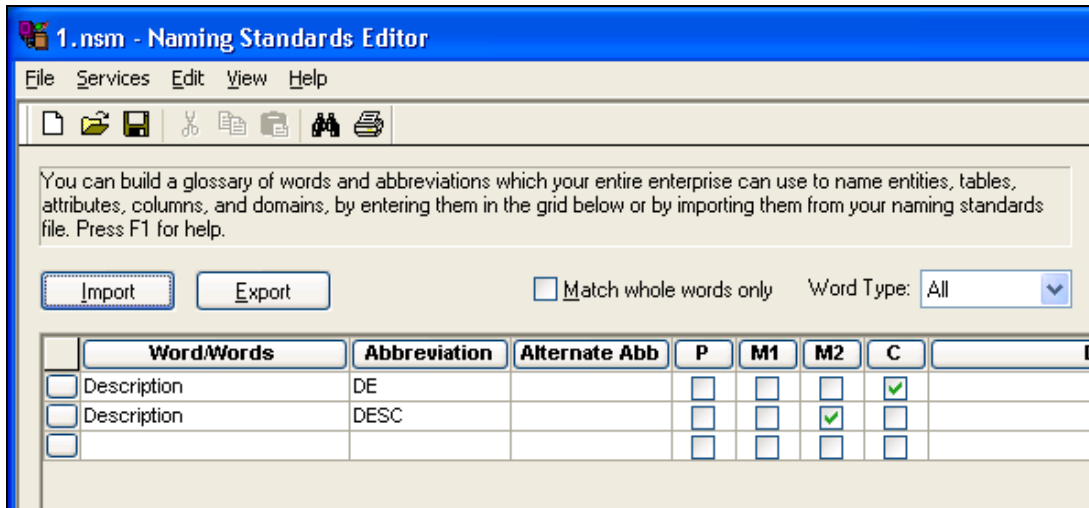 1.nsm - Naming Standards Editor
File Services Edit View Help
You can build a glossary of words and abbreviations which your entire enterprise can use to name entities, tables,
attributes, columns, and domains, by entering them in the grid below or by importing them from your naming standards
file. Press F1 for help.
Import Export Match whole words only Word Type: All
Word/Words Abbreviation Alternate Abb P M1 M2 C
Description DE
Description DESC